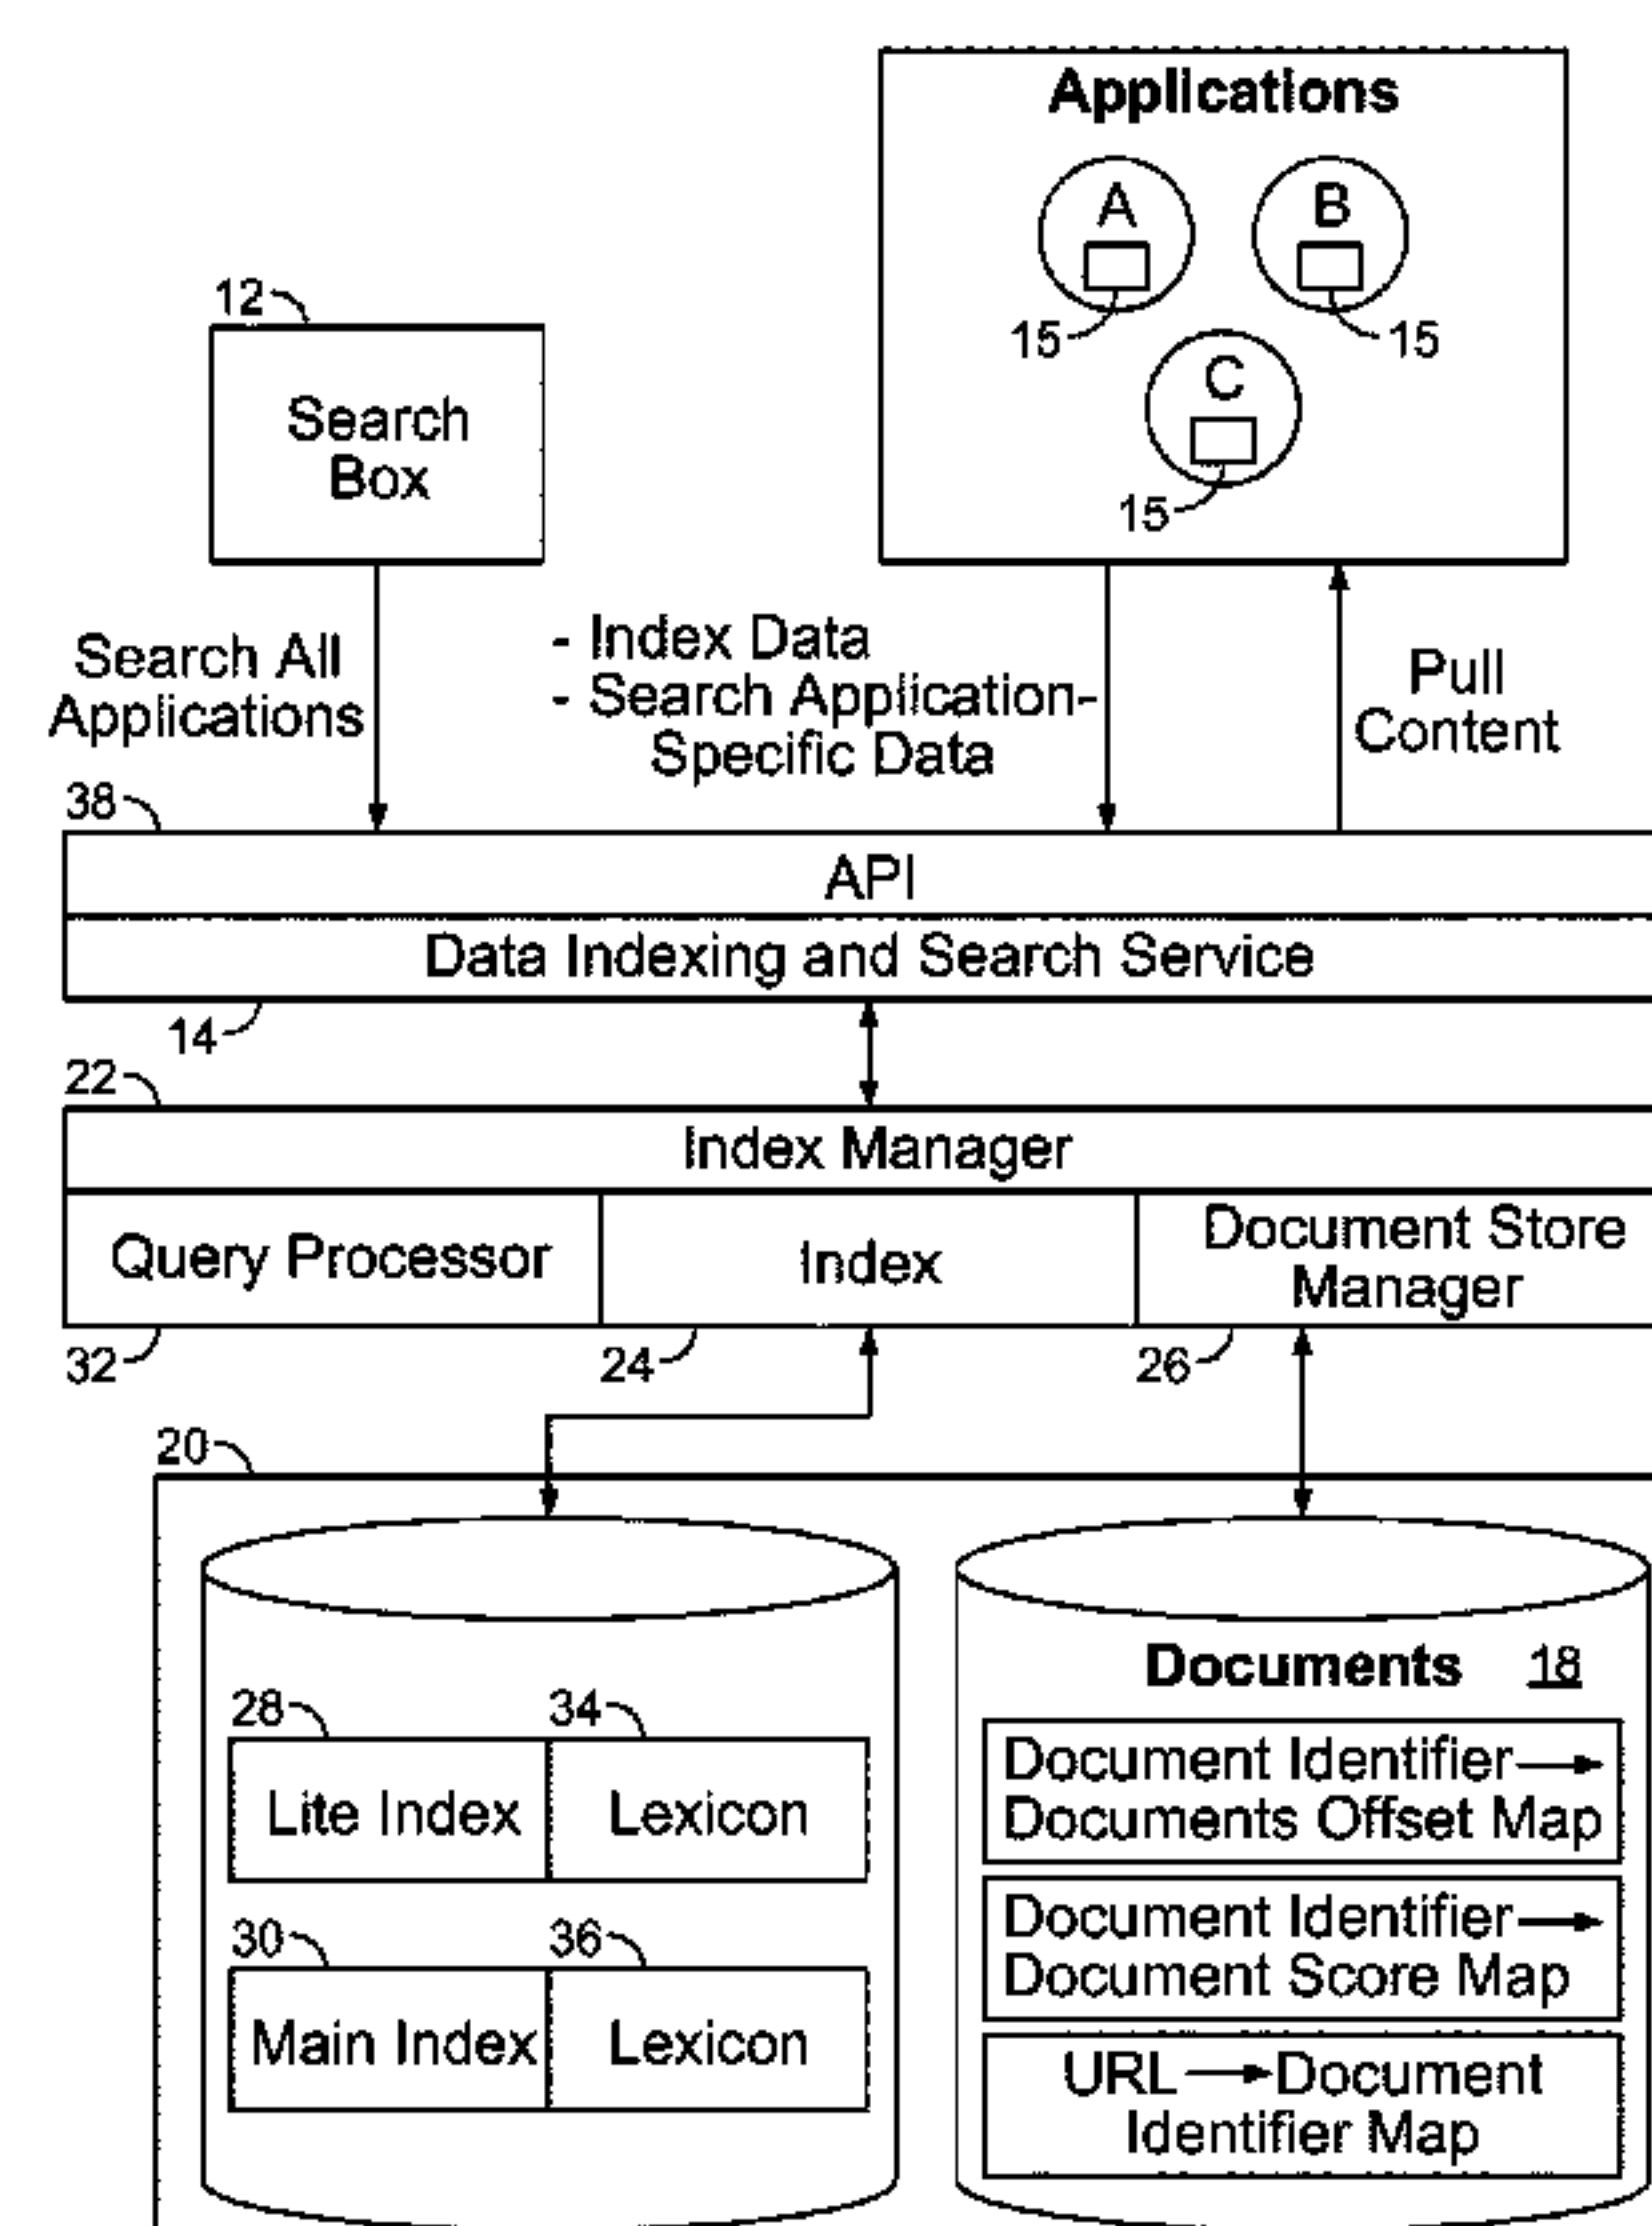 Applications
A
B
15
15
C
15
12
Search
Box
Search All
Applications
- Index Data
- Search Application-
Specific Data
Pull
Content
38
API
Data Indexing and Search Service
14
22
Index Manager
Query Processor
Index
Document Store
Manager
32
24
26
20
Documents 18
28
34
Lite Index
Lexicon
30
36
Main Index
Lexicon
Document Identifier→
Documents Offset Map
Document Identifier→
Document Score Map
URL→Document
Identifier Map